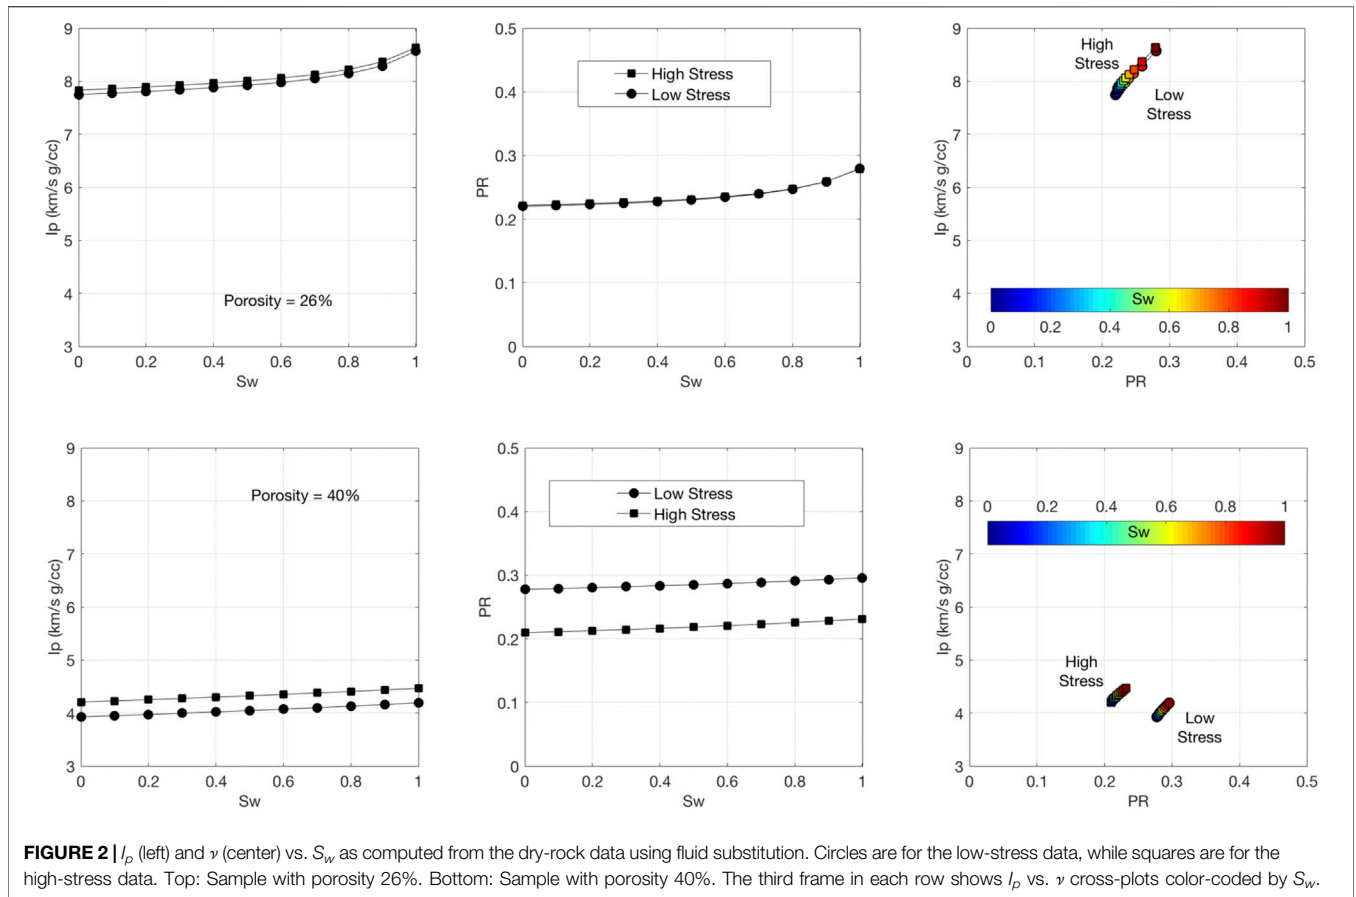 9
8
7
6
5
4
3
Ip (km/s g/cc)
Porosity = 26%
0 0.2 0.4 0.6 0.8 1
Sw
0.5
0.4
0.3
0.2
0.1
0
PR
High Stress
Low Stress
0 0.2 0.4 0.6 0.8 1
Sw
9
8
7
6
5
4
3
Ip (km/s g/cc)
High
Stress
Low
Stress
Sw
0 0.2 0.4 0.6 0.8 1
0 0.1 0.2 0.3 0.4 0.5
PR
9
8
7
6
5
4
3
Ip (km/s g/cc)
Porosity = 40%
0 0.2 0.4 0.6 0.8 1
Sw
0.5
0.4
0.3
0.2
0.1
0
PR
Low Stress
High Stress
0 0.2 0.4 0.6 0.8 1
Sw
9
8
7
6
5
4
3
Ip (km/s g/cc)
0 0.2 0.4 0.6 0.8 1
Sw
High
Stress
Low
Stress
0 0.1 0.2 0.3 0.4 0.5
PR
FIGURE 2 | Ip (left) and ν (center) vs. Sw as computed from the dry-rock data using fluid substitution. Circles are for the low-stress data, while squares are for the
high-stress data. Top: Sample with porosity 26%. Bottom: Sample with porosity 40%. The third frame in each row shows Ip vs. ν cross-plots color-coded by Sw.